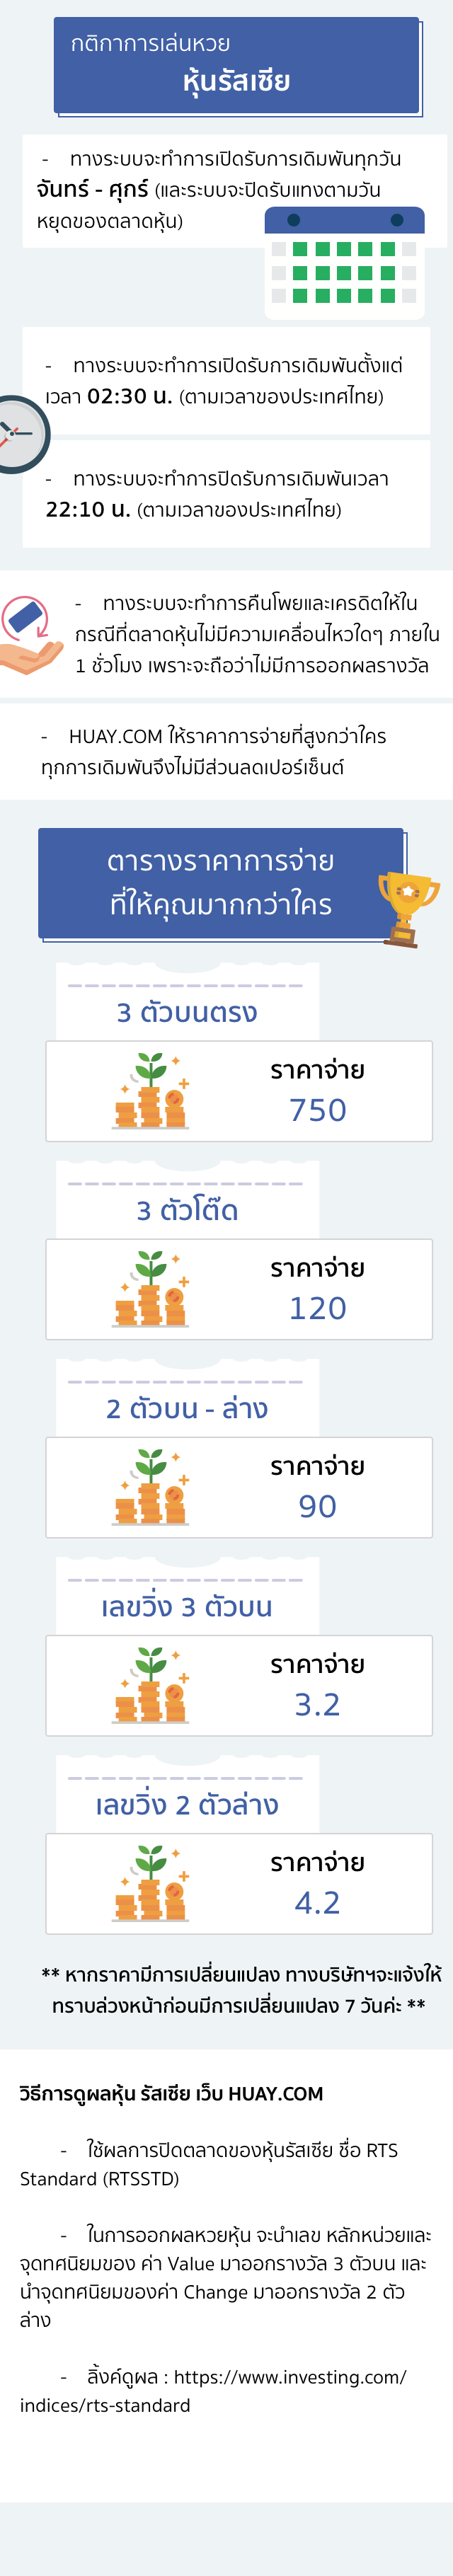 กติกาการเล่นหวย
หุ้นรัสเซีย
- ทางระบบจะทำการเปิดรับการเดิมพันทุกวัน
จันทร์ - ศุกร์ (และระบบจะปิดรับแทงตามวัน
หยุดของตลาดหุ้น)
- ทางระบบจะทำการเปิดรับการเดิมพันตั้งแต่
เวลา 02:30 น. (ตามเวลาของประเทศไทย)
- ทางระบบจะทำการปิดรับการเดิมพันเวลา
22:10 น. (ตามเวลาของประเทศไทย)
- ทางระบบจะทำการคืนโพยและเครดิตให้ใน
กรณีที่ตลาดหุ้นไม่มีความเคลื่อนไหวใดๆ ภายใน
1 ชั่วโมง เพราะจะถือว่าไม่มีการออกผลรางวัล
- HUAY.COM ให้ราคาการจ่ายที่สูงกว่าใคร
ทุกการเดิมพันจึงไม่มีส่วนลดเปอร์เซ็นต์
ตารางราคาการจ่าย
ที่ให้คุณมากกว่าใคร
3 ตัวบนตรง
ราคาจ่าย
750
3 ตัวโต๊ด
ราคาจ่าย
120
2 ตัวบน - ล่าง
ราคาจ่าย
90
เลขวิ่ง 3 ตัวบน
ราคาจ่าย
3.2
เลขวิ่ง 2 ตัวล่าง
ราคาจ่าย
4.2
** หากราคามีการเปลี่ยนแปลง ทางบริษัทฯจะแจ้งให้
ทราบล่วงหน้าก่อนมีการเปลี่ยนแปลง 7 วันค่ะ **
วิธีการดูผลหุ้น รัสเซีย เว็บ HUAY.COM
- ใช้ผลการปิดตลาดของหุ้นรัสเซีย ชื่อ RTS
Standard (RTSSTD)
- ในการออกผลหวยหุ้น จะนำเลข หลักหน่วยและ
จุดทศนิยมของ ค่า Value มาออกรางวัล 3 ตัวบน และ
นำจุดทศนิยมของค่า Change มาออกรางวัล 2 ตัว
ล่าง
- ลิ้งค์ดูผล : https://www.investing.com/
indices/rts-standard